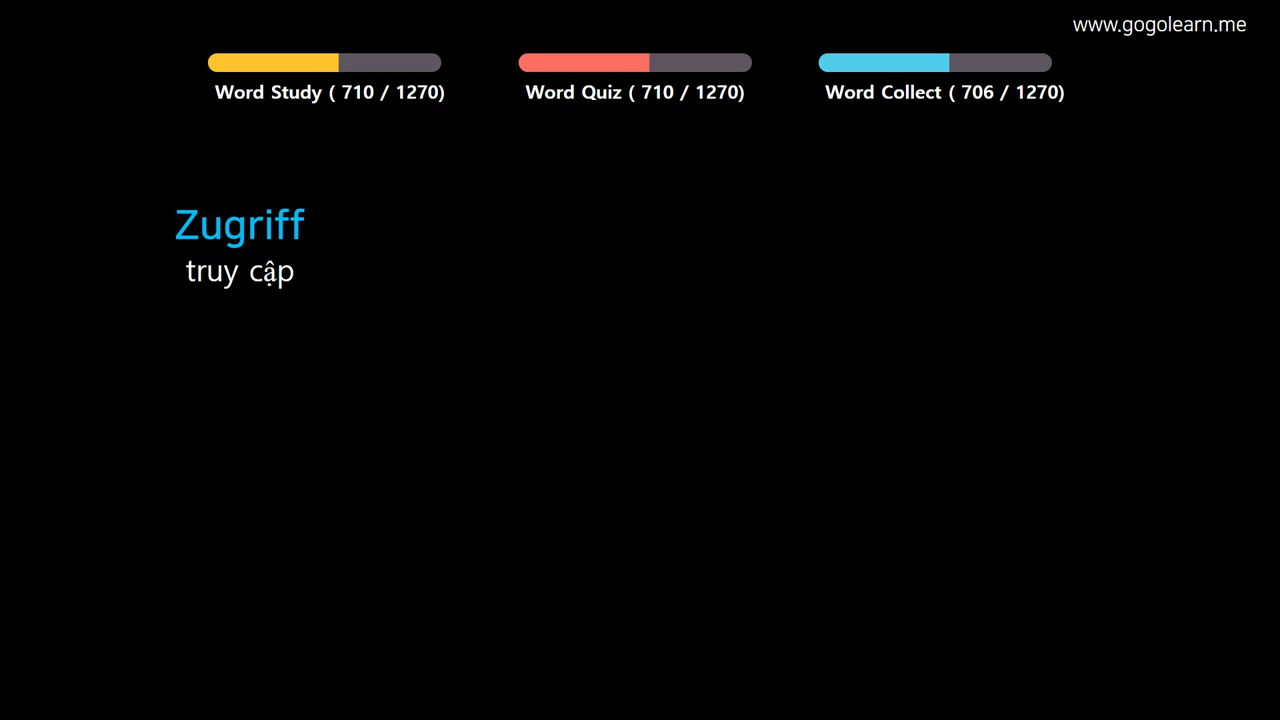 www.gogolearn.me
Word Study ( 710 / 1270)
Word Quiz ( 710 / 1270)
Word Collect ( 706 / 1270)
Zugriff
truy cập